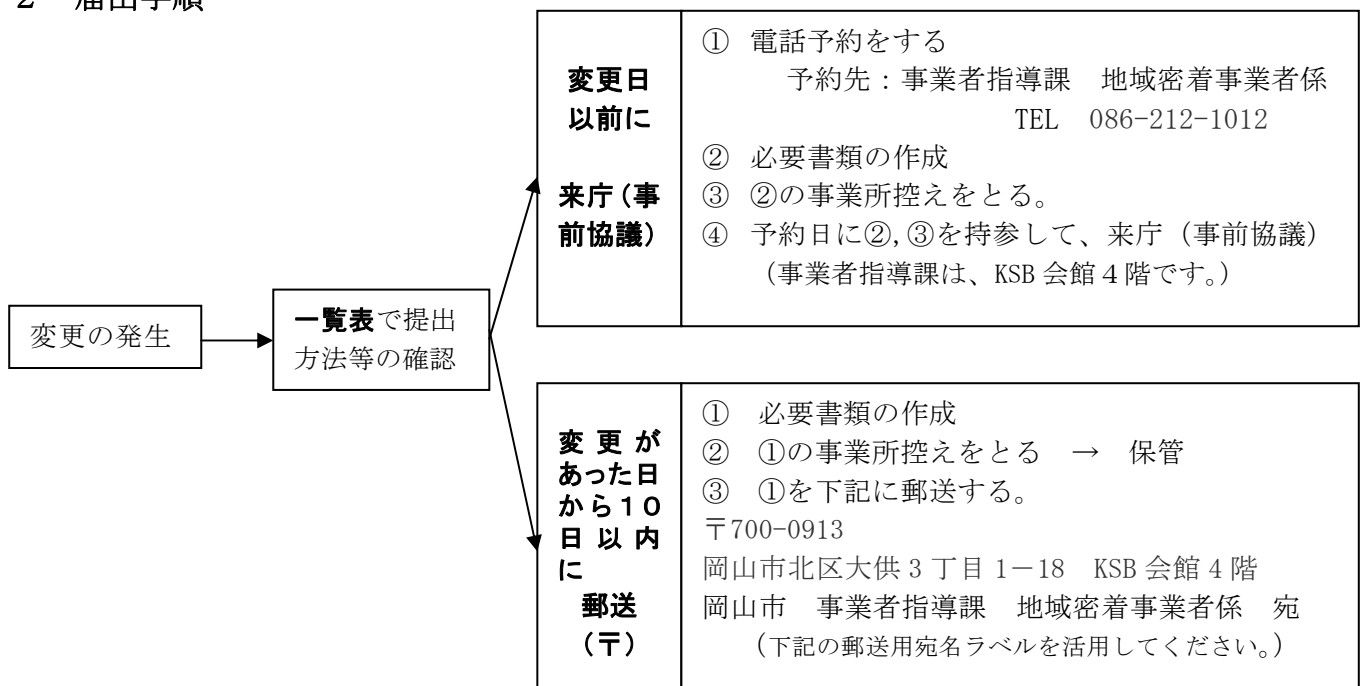 ２　届出手順
変更の発生
一覧表で提出
方法等の確認
変更日
以前に
来庁（事
前協議）
① 電話予約をする
予約先：事業者指導課　地域密着事業者係
TEL　086-212-1012
② 必要書類の作成
③ ②の事業所控えをとる。
④ 予約日に②,③を持参して、来庁（事前協議）
（事業者指導課は、KSB 会館４階です。）
変更が
あった日
から１０
日以内
に
郵送
（〒）
①　必要書類の作成
②　①の事業所控えをとる　→　保管
③　①を下記に郵送する。
〒700-0913
岡山市北区大供 3 丁目 1－18　KSB 会館 4 階
岡山市　事業者指導課　地域密着事業者係　宛
（下記の郵送用宛名ラベルを活用してください。）